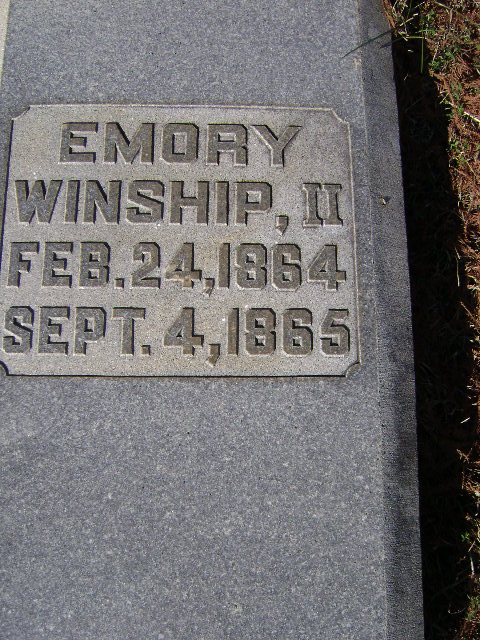 EMORY
WINSHIP, II
FEB. 24, 1864
SEPT. 4, 1865